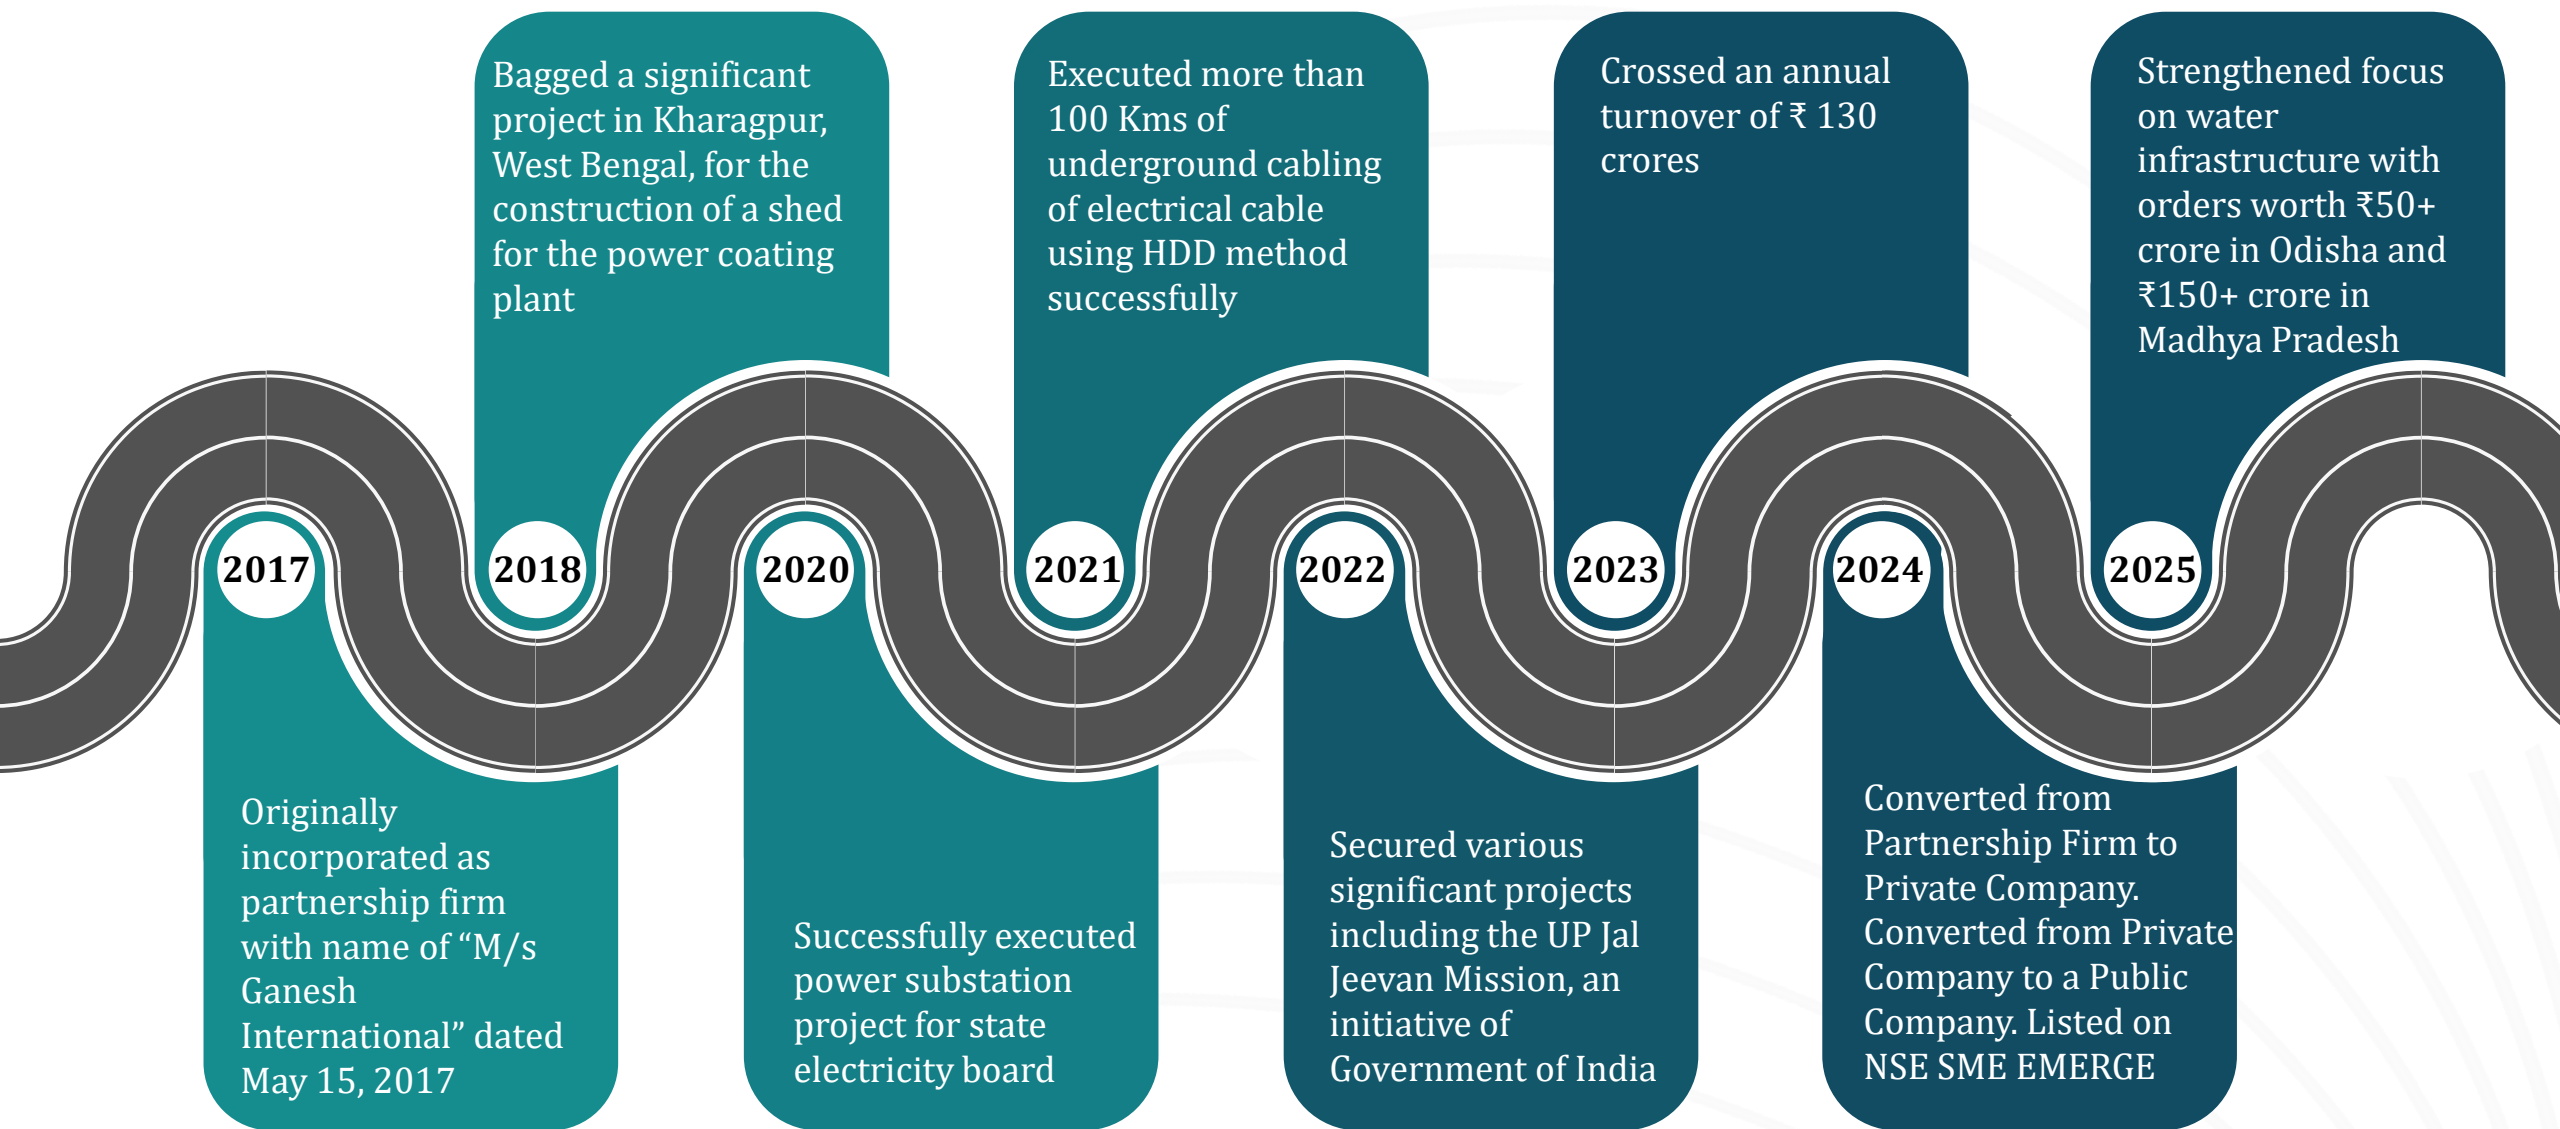 2017
Originally
incorporated as
partnership firm
with name of “M/s
Ganesh
International” dated
May 15, 2017
Bagged a significant
project in Kharagpur,
West Bengal, for the
construction of a shed
for the power coating
plant
2018
2020
Successfully executed
power substation
project for state
electricity board
Executed more than
100 Kms of
underground cabling
of electrical cable
using HDD method
successfully
2021
2022
Secured various
significant projects
including the UP Jal
Jeevan Mission, an
initiative of
Government of India
Crossed an annual
turnover of ₹ 130
crores
2023
2024
Converted from
Partnership Firm to
Private Company.
Converted from Private
Company to a Public
Company. Listed on
NSE SME EMERGE
Strengthened focus
on water
infrastructure with
orders worth ₹50+
crore in Odisha and
₹150+ crore in
Madhya Pradesh
2025